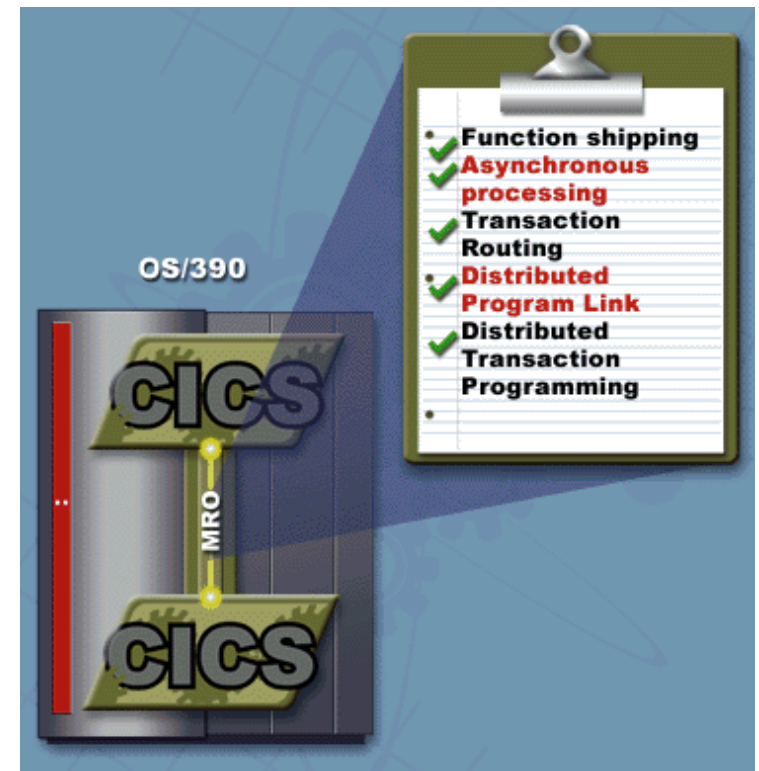 Function shipping
Asynchronous
processing
Transaction
Routing
Distributed
Program Link
Distributed
Transaction
Programming
OS/390
CICS
MRO
CICS